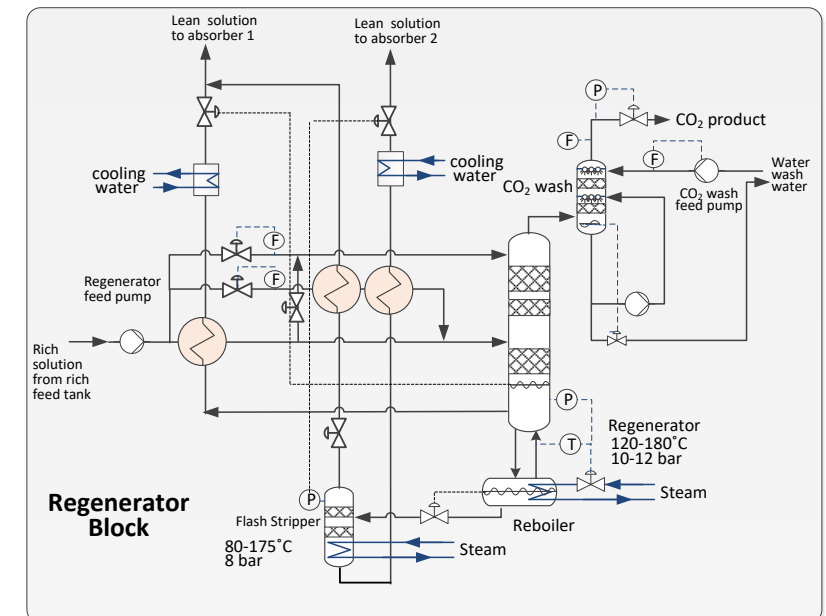 Lean solution
to absorber 1
Lean solution
to absorber 2
P
CO₂ product
F
F
cooling
water
cooling
water
CO₂ wash
Water
wash
water
CO₂ wash
feed pump
F
F
Regenerator
feed pump
Rich
solution
from rich
feed tank
P
T
Regenerator
120-180˚C
10-12 bar
Steam
Reboiler
Regenerator
Block
P
Flash Stripper
80-175˚C
8 bar
Steam